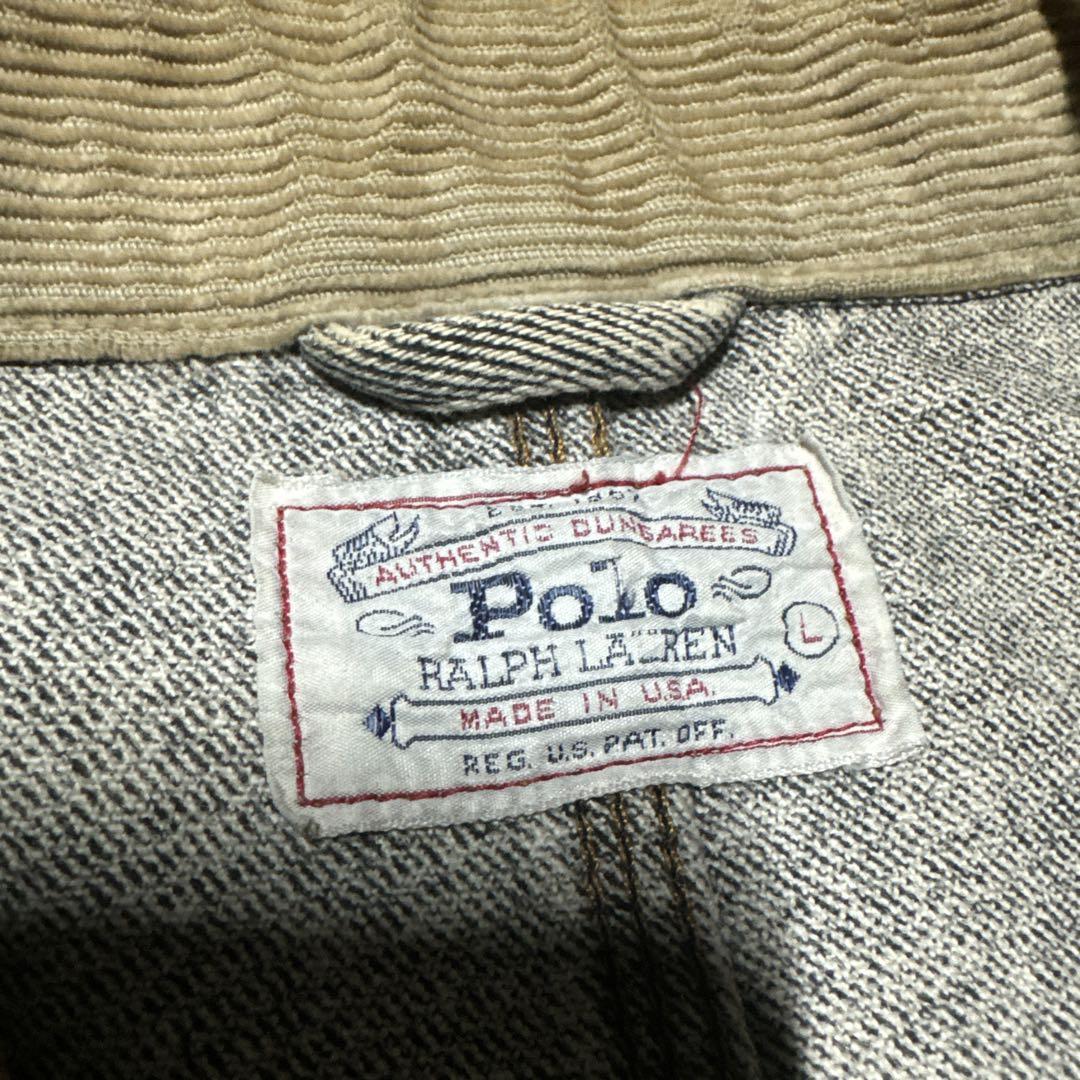 AUTHENTIC DUNGAREES
Polo
RALPH LAUREN
L
MADE IN U.S.A.
REG. U.S. PAT. OFF.